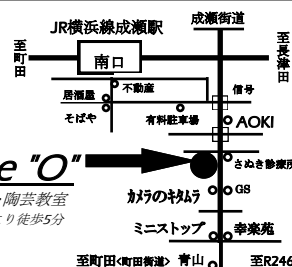 成瀬街道
JR横浜線成瀬駅
至町田
南口
至長津田
不動産
居酒屋
信号
そばや
有料駐車場
AOKI
e "O"
さぬき診療所
陶芸教室
カメラのキタムラ
GS
り徒歩5分
ミニストップ
幸楽苑
至町田<町田街道>
青山
至R246